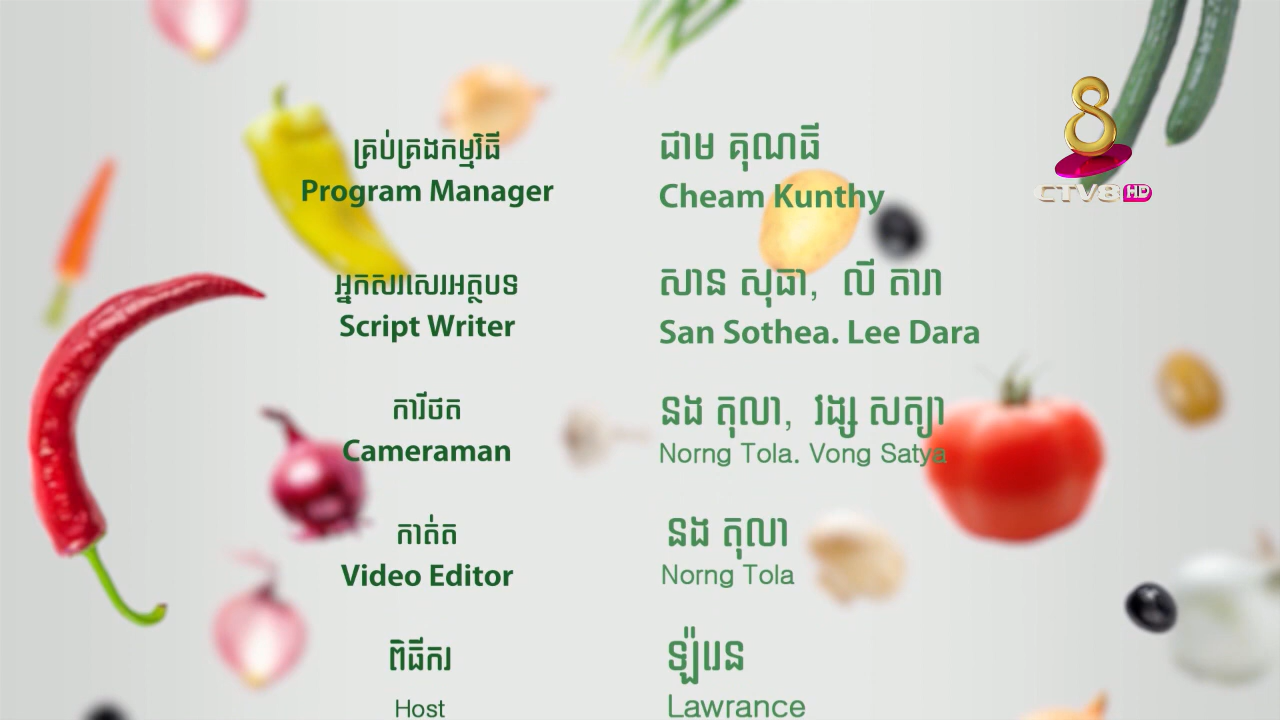 គ្រប់គ្រងកម្មវិធី
ជាម គុណធី
Program Manager
Cheam Kunthy
អ្នកសរសេរអត្ថបទ
សាន សុធា, លី តារា
Script Writer
San Sothea. Lee Dara
ការីថត
នង តុលា, វង្ស សត្យា
Cameraman
Norng Tola. Vong Satya
កាត់ត
នង តុលា
Video Editor
Norng Tola
ពិធីករ
ឡ៉រេន
Host
Lawrance
8
CTV8 HD